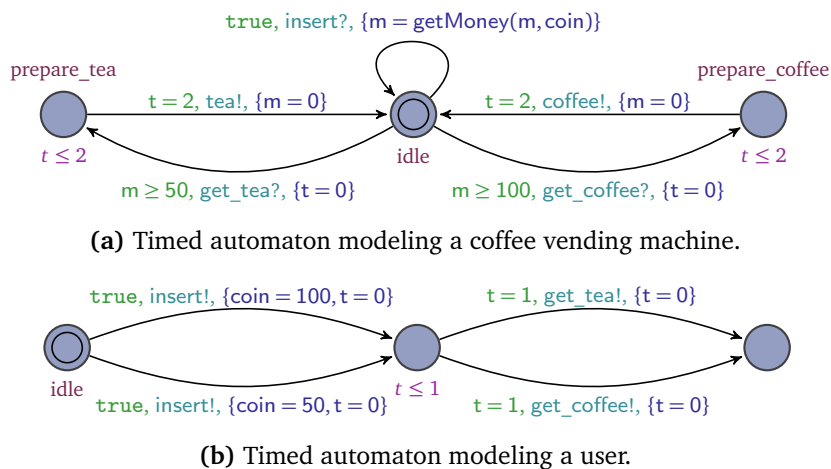 true, insert?, {m = getMoney(m, coin)}
prepare_tea
prepare_coffee
t = 2, tea!, {m = 0}
t = 2, coffee!, {m = 0}
t ≤ 2
idle
t ≤ 2
m ≥ 50, get_tea?, {t = 0}
m ≥ 100, get_coffee?, {t = 0}
(a) Timed automaton modeling a coffee vending machine.
true, insert!, {coin = 100, t = 0}
t = 1, get_tea!, {t = 0}
idle
t ≤ 1
true, insert!, {coin = 50, t = 0}
t = 1, get_coffee!, {t = 0}
(b) Timed automaton modeling a user.